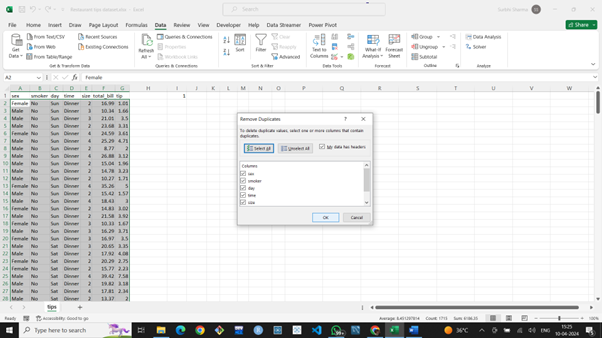 Search
Share
File Home Insert Draw Page Layout Formulas Data Review View Developer Help Data Streamer Power Pivot
Get Data
From Text/CSV
From Web
From Table/Range
Recent Sources
Existing Connections
Get & Transform Data
Refresh All
Queries & Connections
Properties
Workbook Links
Queries & Connections
Sort
Filter
Clear
Reapply
Advanced
Sort & Filter
Text to Columns
Data Tools
What-If Analysis
Forecast Sheet
Forecast
Group
Ungroup
Subtotal
Outline
Data Analysis
Solver
Analyze
A2
Female
A B C D E F G H I J K L M N O P Q R S T U V W
1 sex smoker day time size total_bill tip 1
2 Female No Sun Dinner 2 16.99 1.01
3 Male No Sun Dinner 3 10.34 1.66
4 Male No Sun Dinner 3 21.01 3.5
5 Male No Sun Dinner 2 23.68 3.31
6 Female No Sun Dinner 4 24.59 3.61
7 Male No Sun Dinner 4 25.29 4.71
8 Male No Sun Dinner 2 8.77 2
9 Male No Sun Dinner 4 26.88 3.12
10 Male No Sun Dinner 2 15.04 1.96
11 Male No Sun Dinner 2 14.78 3.23
12 Male No Sun Dinner 2 10.27 1.71
13 Female No Sun Dinner 4 35.26 5
14 Male No Sun Dinner 2 15.42 1.57
15 Male No Sun Dinner 4 18.43 3
16 Female No Sun Dinner 2 14.83 3.02
17 Male No Sun Dinner 2 21.58 3.92
18 Female No Sun Dinner 3 10.33 1.67
19 Male No Sun Dinner 3 16.29 3.71
20 Female No Sun Dinner 3 16.97 3.5
21 Male No Sat Dinner 3 20.65 3.35
22 Male No Sat Dinner 2 17.92 4.08
23 Female No Sat Dinner 2 20.29 2.75
24 Female No Sat Dinner 2 15.77 2.23
25 Male No Sat Dinner 4 39.42 7.58
26 Male No Sat Dinner 2 19.82 3.18
27 Male No Sat Dinner 4 17.81 2.34
28 Male No Sat Dinner 2 13.37 2
Remove Duplicates
To delete duplicate values, select one or more columns that contain
duplicates.
Select All
Unselect All
My data has headers
Columns
sex
smoker
day
time
size
OK
Cancel
tips
Ready
Accessibility: Good to go
100%
Type here to search
99+
36°C
ENG
15:25
10-04-2024